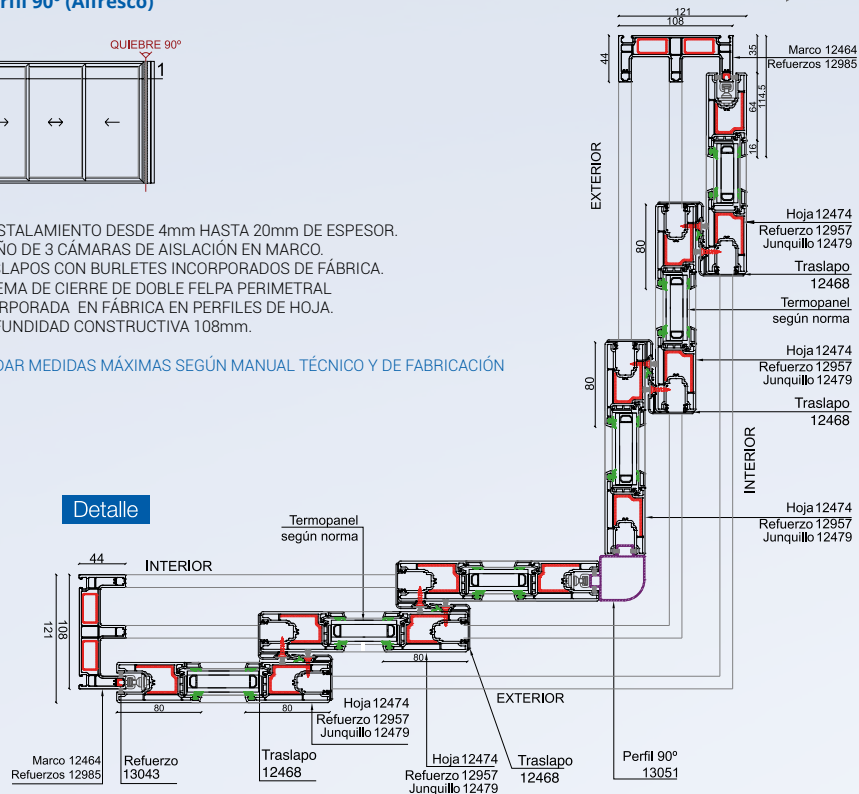 rfil 90º (Alfresco)
QUIEBRE 90º
1
STALAMIENTO DESDE 4mm HASTA 20mm DE ESPESOR.
ÑO DE 3 CÁMARAS DE AISLACIÓN EN MARCO.
SLAPOS CON BURLETES INCORPORADOS DE FÁBRICA.
EMA DE CIERRE DE DOBLE FELPA PERIMETRAL
ORPORADA EN FÁBRICA EN PERFILES DE HOJA.
FUNDIDAD CONSTRUCTIVA 108mm.
DAR MEDIDAS MÁXIMAS SEGÚN MANUAL TÉCNICO Y DE FABRICACIÓN
121
108
44
35
64
114.5
16
Marco 12464
Refuerzos 12985
EXTERIOR
80
Hoja 12474
Refuerzo 12957
Junquillo 12479
Traslapo
12468
Termopanel
según norma
80
Hoja 12474
Refuerzo 12957
Junquillo 12479
Traslapo
12468
INTERIOR
Hoja 12474
Refuerzo 12957
Junquillo 12479
Detalle
Termopanel
según norma
44
INTERIOR
108
121
80
80
80
EXTERIOR
Hoja 12474
Refuerzo 12957
Junquillo 12479
Marco 12464
Refuerzos 12985
Refuerzo
13043
Traslapo
12468
Hoja 12474
Refuerzo 12957
Junquillo 12479
Traslapo
12468
Perfil 90º
13051